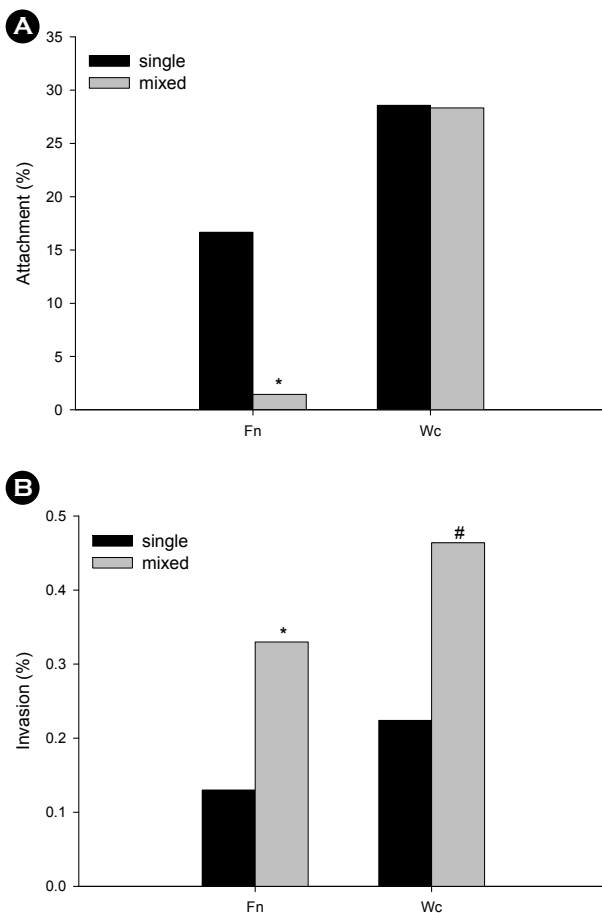 A
single
mixed
35
30
25
20
15
10
5
0
Attachment (%)
*
Fn
Wc
B
single
mixed
0.5
0.4
0.3
0.2
0.1
0.0
Invasion (%)
*
#
Fn
Wc